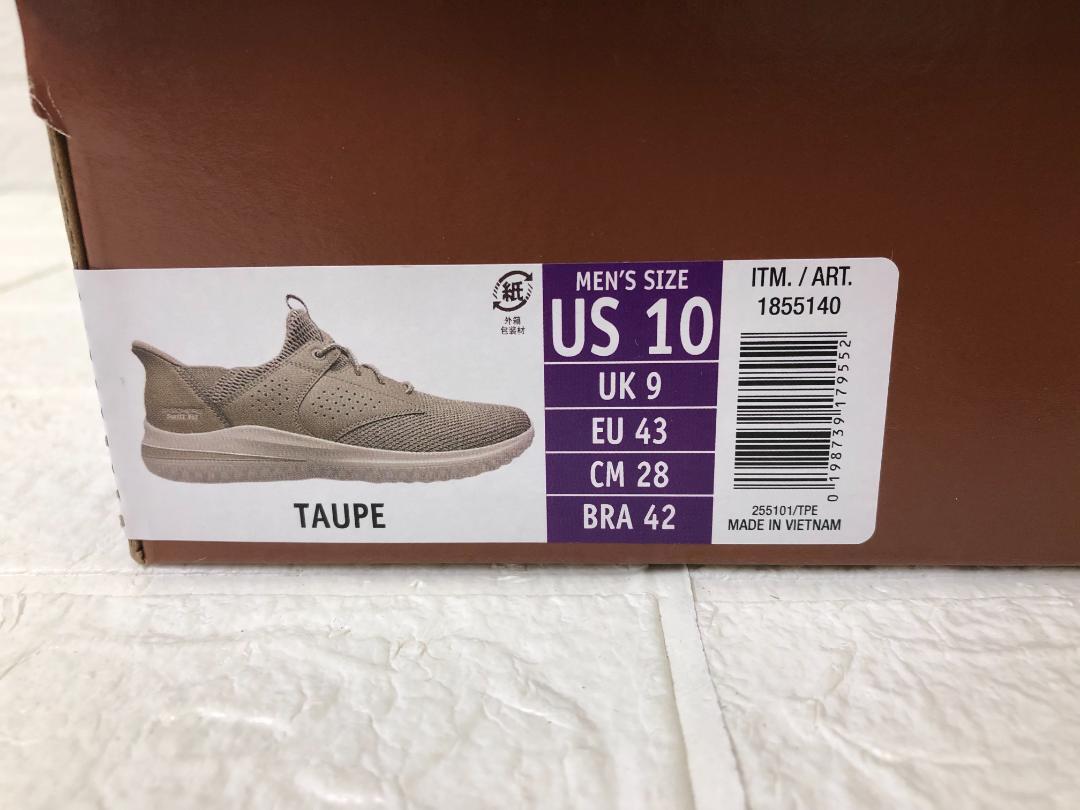 紙
外箱
包装材
TAUPE
MEN'S SIZE
US 10
UK 9
EU 43
CM 28
BRA 42
ITM. / ART.
1855140
0 198739 179552
255101/TPE
MADE IN VIETNAM